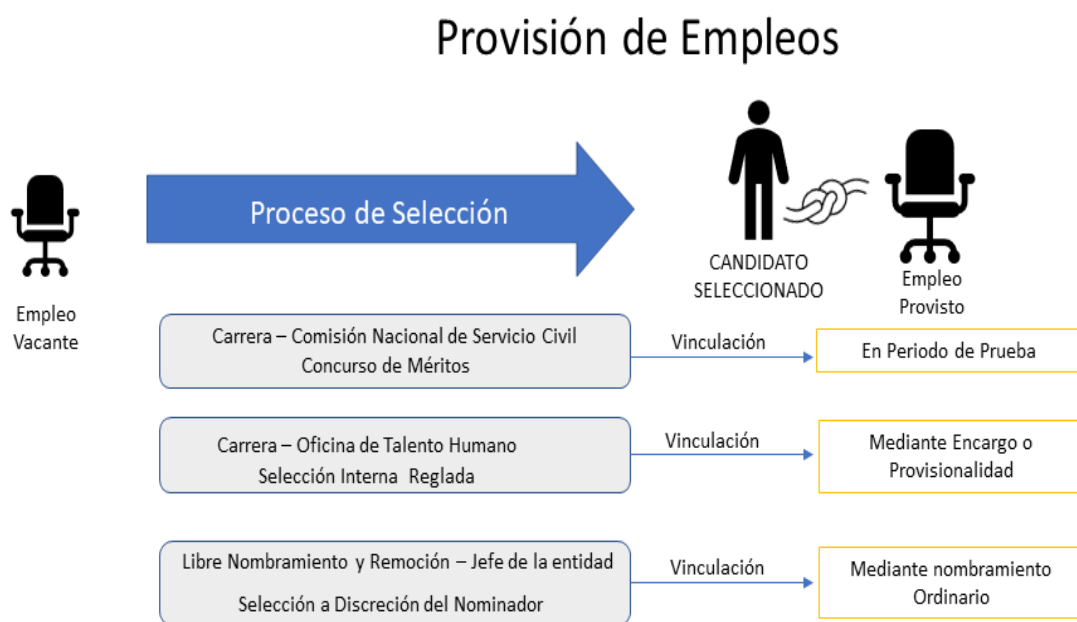 Provisión de Empleos
Proceso de Selección
Empleo
Vacante
CANDIDATO
SELECCIONADO
Empleo
Provisto
Carrera – Comisión Nacional de Servicio Civil
Concurso de Méritos
Vinculación
En Periodo de Prueba
Carrera – Oficina de Talento Humano
Selección Interna Reglada
Vinculación
Mediante Encargo o
Provisionalidad
Libre Nombramiento y Remoción – Jefe de la entidad
Selección a Discreción del Nominador
Vinculación
Mediante nombramiento
Ordinario